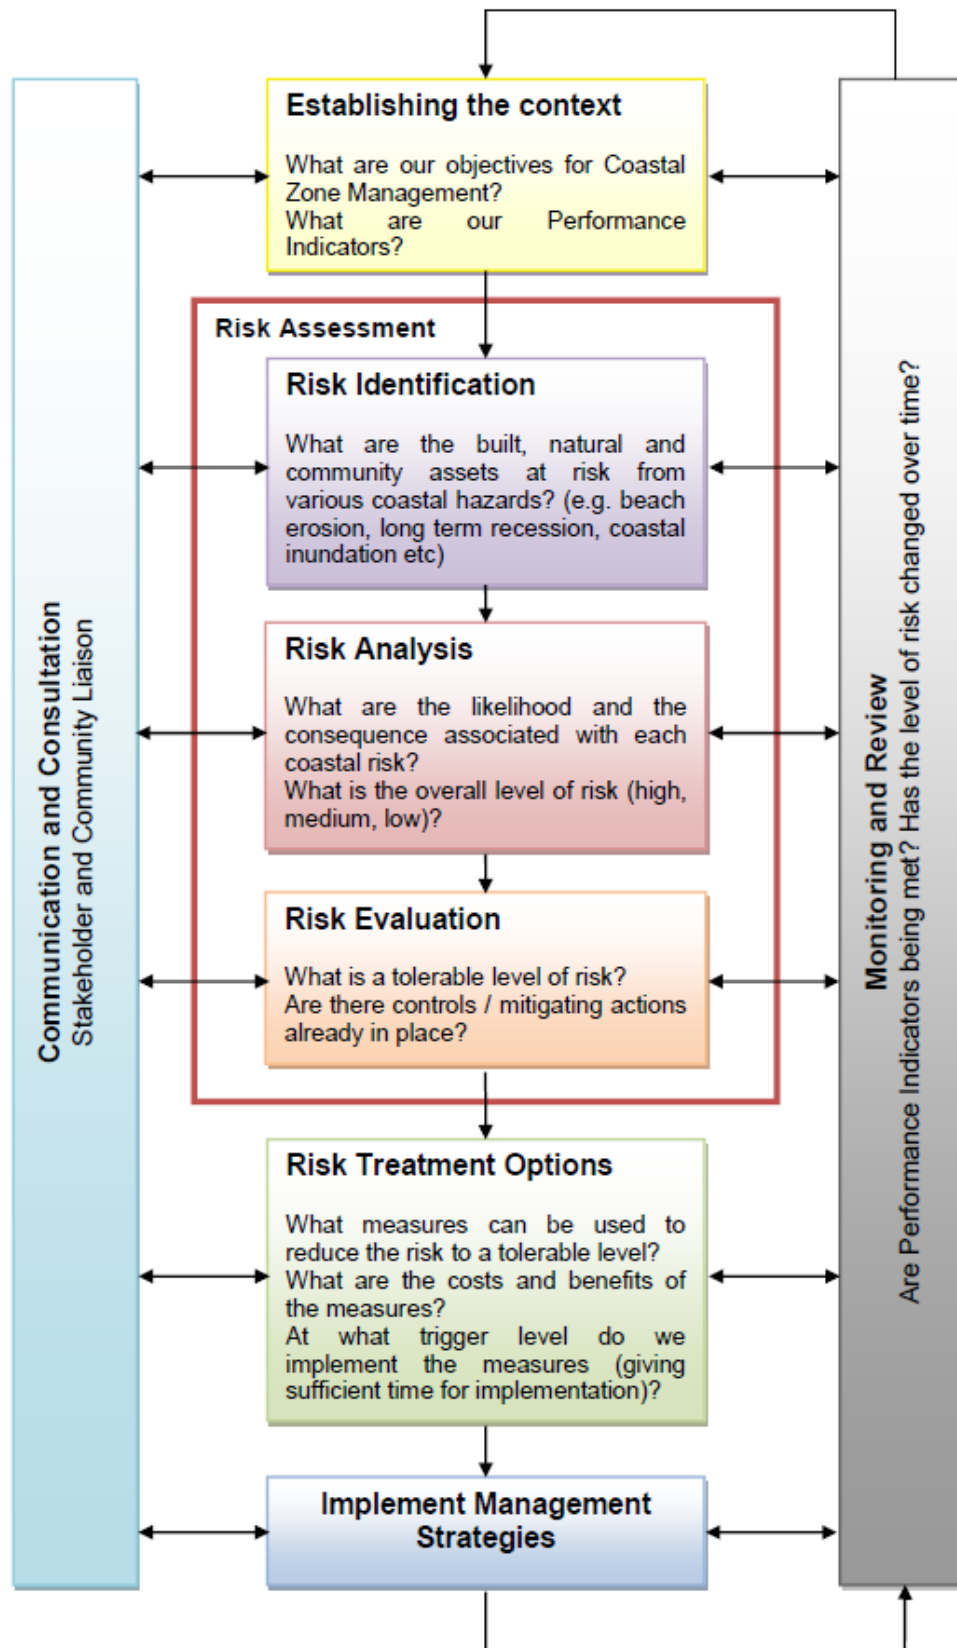 Establishing the context
What are our objectives for Coastal
Zone Management?
What are our Performance
Indicators?
Risk Assessment
Risk Identification
What are the built, natural and
community assets at risk from
various coastal hazards? (e.g. beach
erosion, long term recession, coastal
inundation etc)
Risk Analysis
What are the likelihood and the
consequence associated with each
coastal risk?
What is the overall level of risk (high,
medium, low)?
Risk Evaluation
What is a tolerable level of risk?
Are there controls / mitigating actions
already in place?
Risk Treatment Options
What measures can be used to
reduce the risk to a tolerable level?
What are the costs and benefits of
the measures?
At what trigger level do we
implement the measures (giving
sufficient time for implementation)?
Implement Management
Strategies
Communication and Consultation
Stakeholder and Community Liaison
Monitoring and Review
Are Performance Indicators being met? Has the level of risk changed over time?